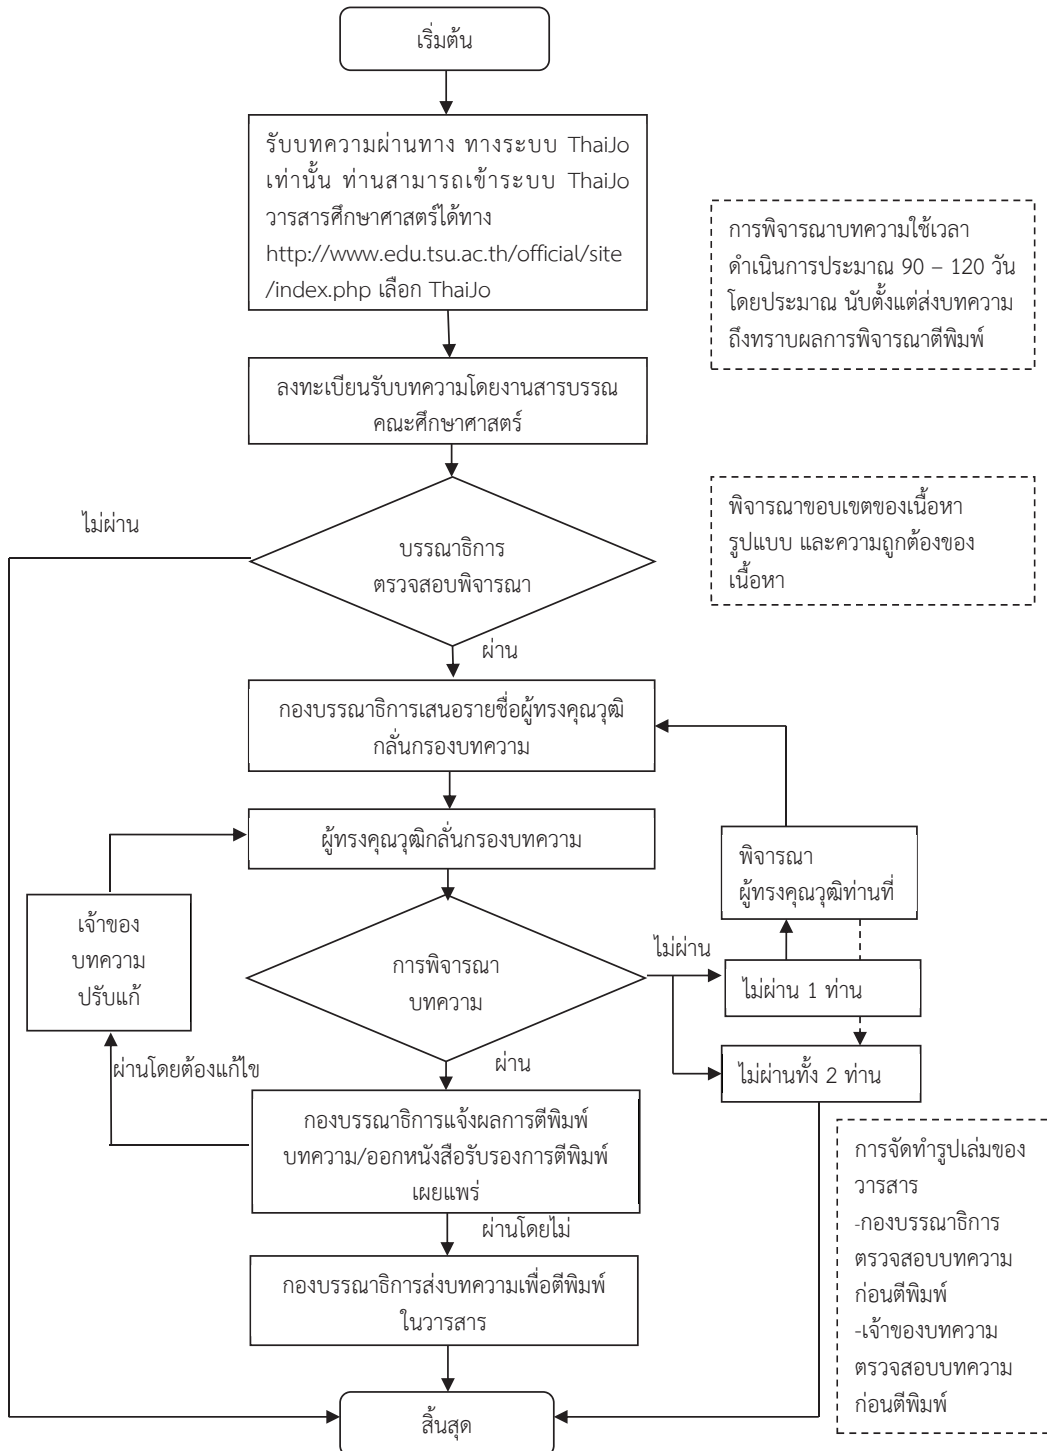 เริ่มต้น
รับบทความผ่านทาง ทางระบบ ThaiJo
เท่านั้น ท่านสามารถเข้าระบบ ThaiJo
วารสารศึกษาศาสตร์ได้ทาง
http://www.edu.tsu.ac.th/official/site
/index.php เลือก ThaiJo
การพิจารณาบทความใช้เวลา
ดำเนินการประมาณ 90 – 120 วัน
โดยประมาณ นับตั้งแต่ส่งบทความ
ถึงทราบผลการพิจารณาตีพิมพ์
ลงทะเบียนรับบทความโดยงานสารบรรณ
คณะศึกษาศาสตร์
ไม่ผ่าน
บรรณาธิการ
ตรวจสอบพิจารณา
พิจารณาขอบเขตของเนื้อหา
รูปแบบ และความถูกต้องของ
เนื้อหา
ผ่าน
กองบรรณาธิการเสนอรายชื่อผู้ทรงคุณวุฒิ
กลั่นกรองบทความ
ผู้ทรงคุณวุฒิกลั่นกรองบทความ
พิจารณา
ผู้ทรงคุณวุฒิท่านที่
เจ้าของ
บทความ
ปรับแก้
การพิจารณา
บทความ
ไม่ผ่าน
ไม่ผ่าน 1 ท่าน
ไม่ผ่านทั้ง 2 ท่าน
ผ่านโดยต้องแก้ไข
ผ่าน
กองบรรณาธิการแจ้งผลการตีพิมพ์
บทความ/ออกหนังสือรับรองการตีพิมพ์
เผยแพร่
ผ่านโดยไม่
กองบรรณาธิการส่งบทความเพื่อตีพิมพ์
ในวารสาร
การจัดทำรูปเล่มของ
วารสาร
-กองบรรณาธิการ
ตรวจสอบบทความ
ก่อนตีพิมพ์
-เจ้าของบทความ
ตรวจสอบบทความ
ก่อนตีพิมพ์
สิ้นสุด